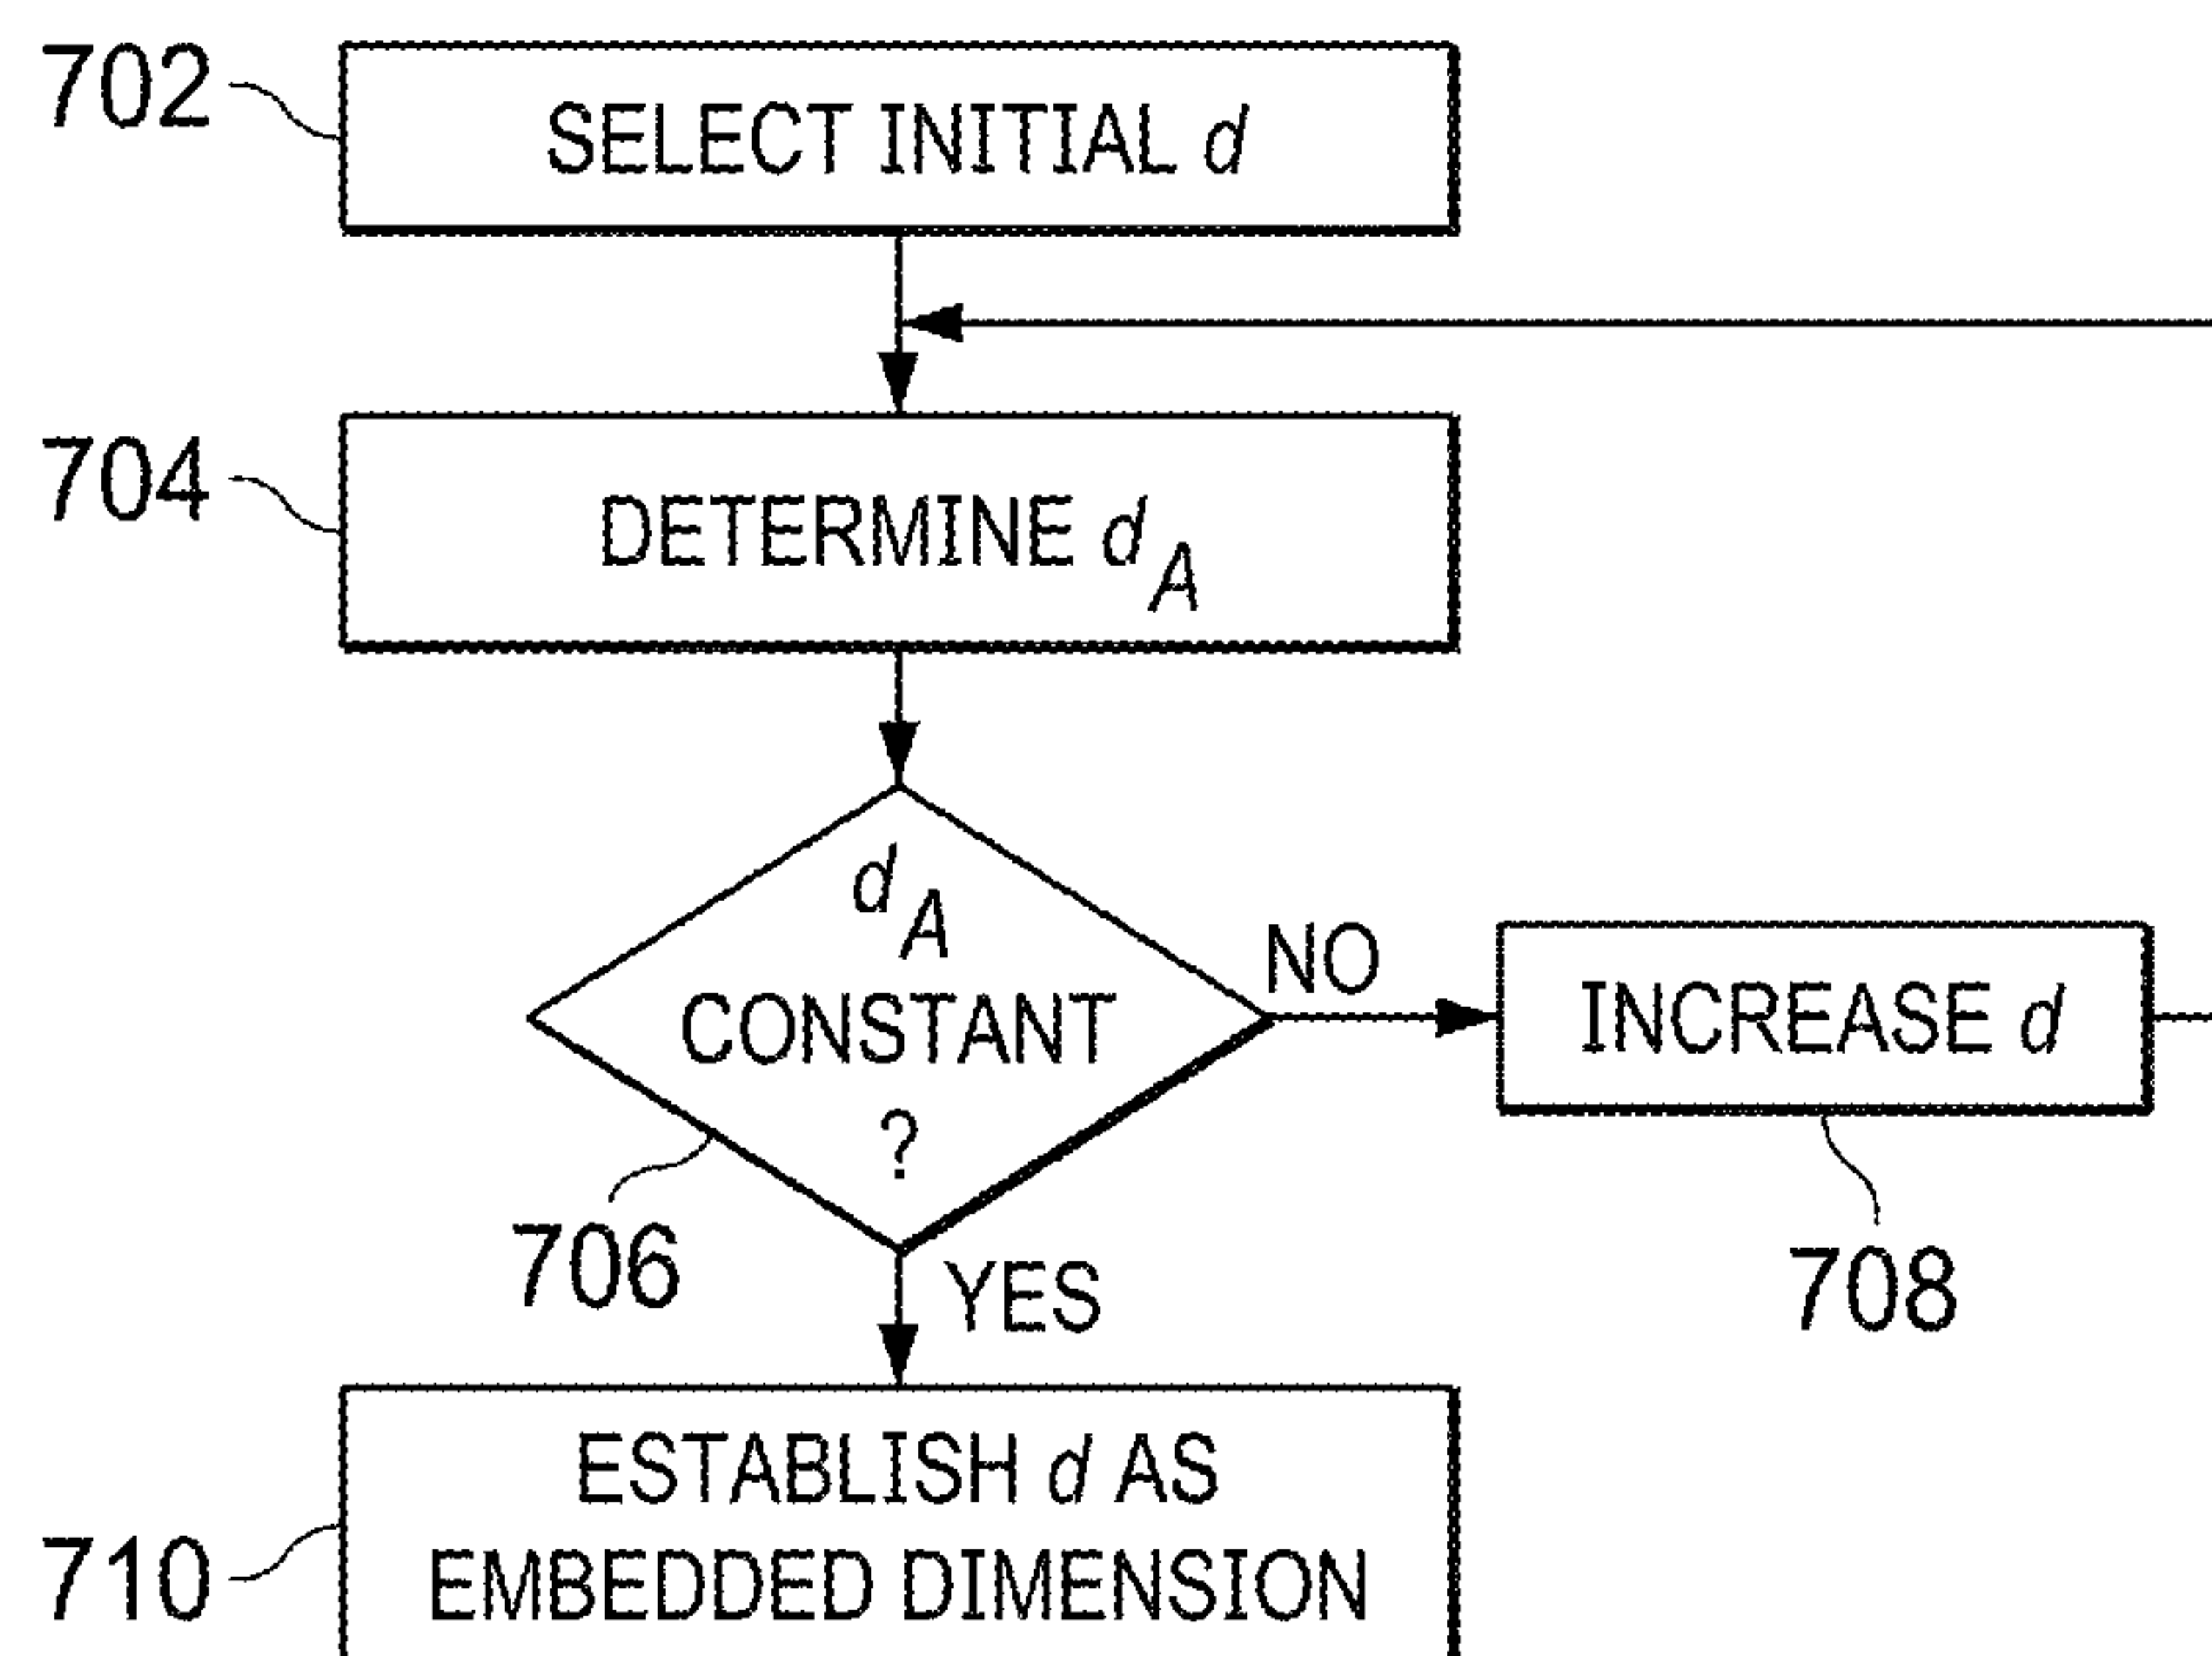 702
SELECT INITIAL d
704
DETERMINE d_A
d_A
CONSTANT
?
NO
INCREASE d
706
YES
708
ESTABLISH d AS
710
EMBEDDED DIMENSION